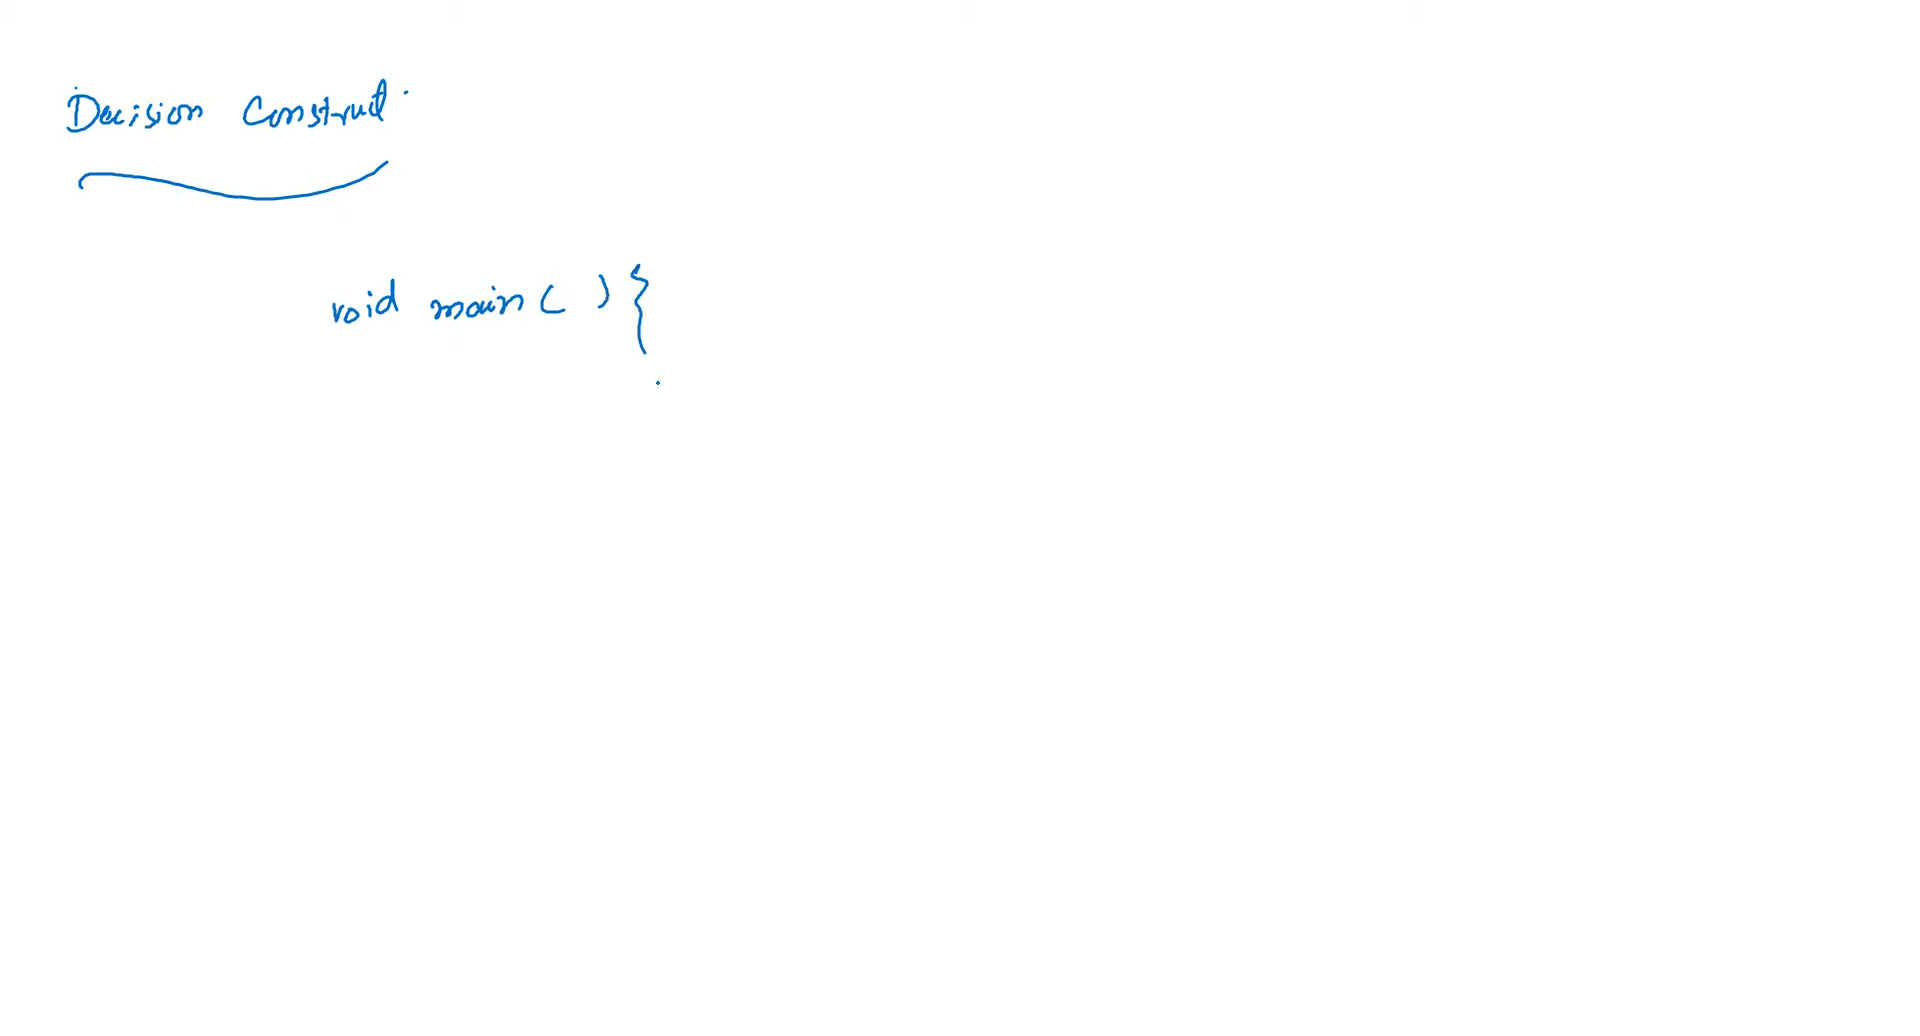 Decision Construct
void main ( ) {